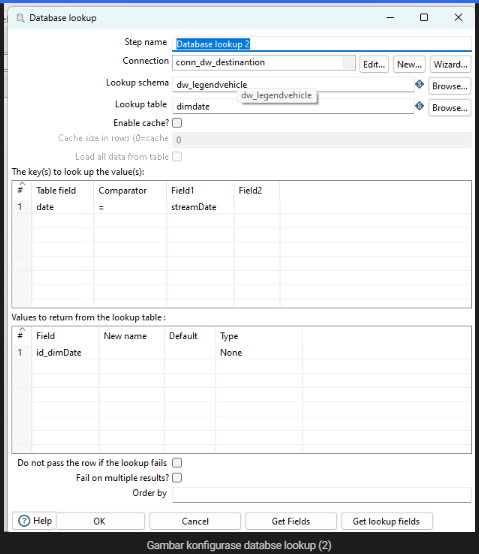 Database lookup
Step name Database lookup 2
Connection conn_dw_destinantion Edit... New... Wizard...
Lookup schema dw_legendvehicle Browse...
dw_legendvehicle
Lookup table dimdate Browse...
Enable cache?
Cache size in rows (0=cache 0
Load all data from table
The key(s) to look up the value(s):
# Table field Comparator Field1 Field2
1 date = streamDate
Values to return from the lookup table :
# Field New name Default Type
1 id_dimDate None
Do not pass the row if the lookup fails
Fail on multiple results?
Order by
Help OK Cancel Get Fields Get lookup fields
Gambar konfigurase databse lookup (2)